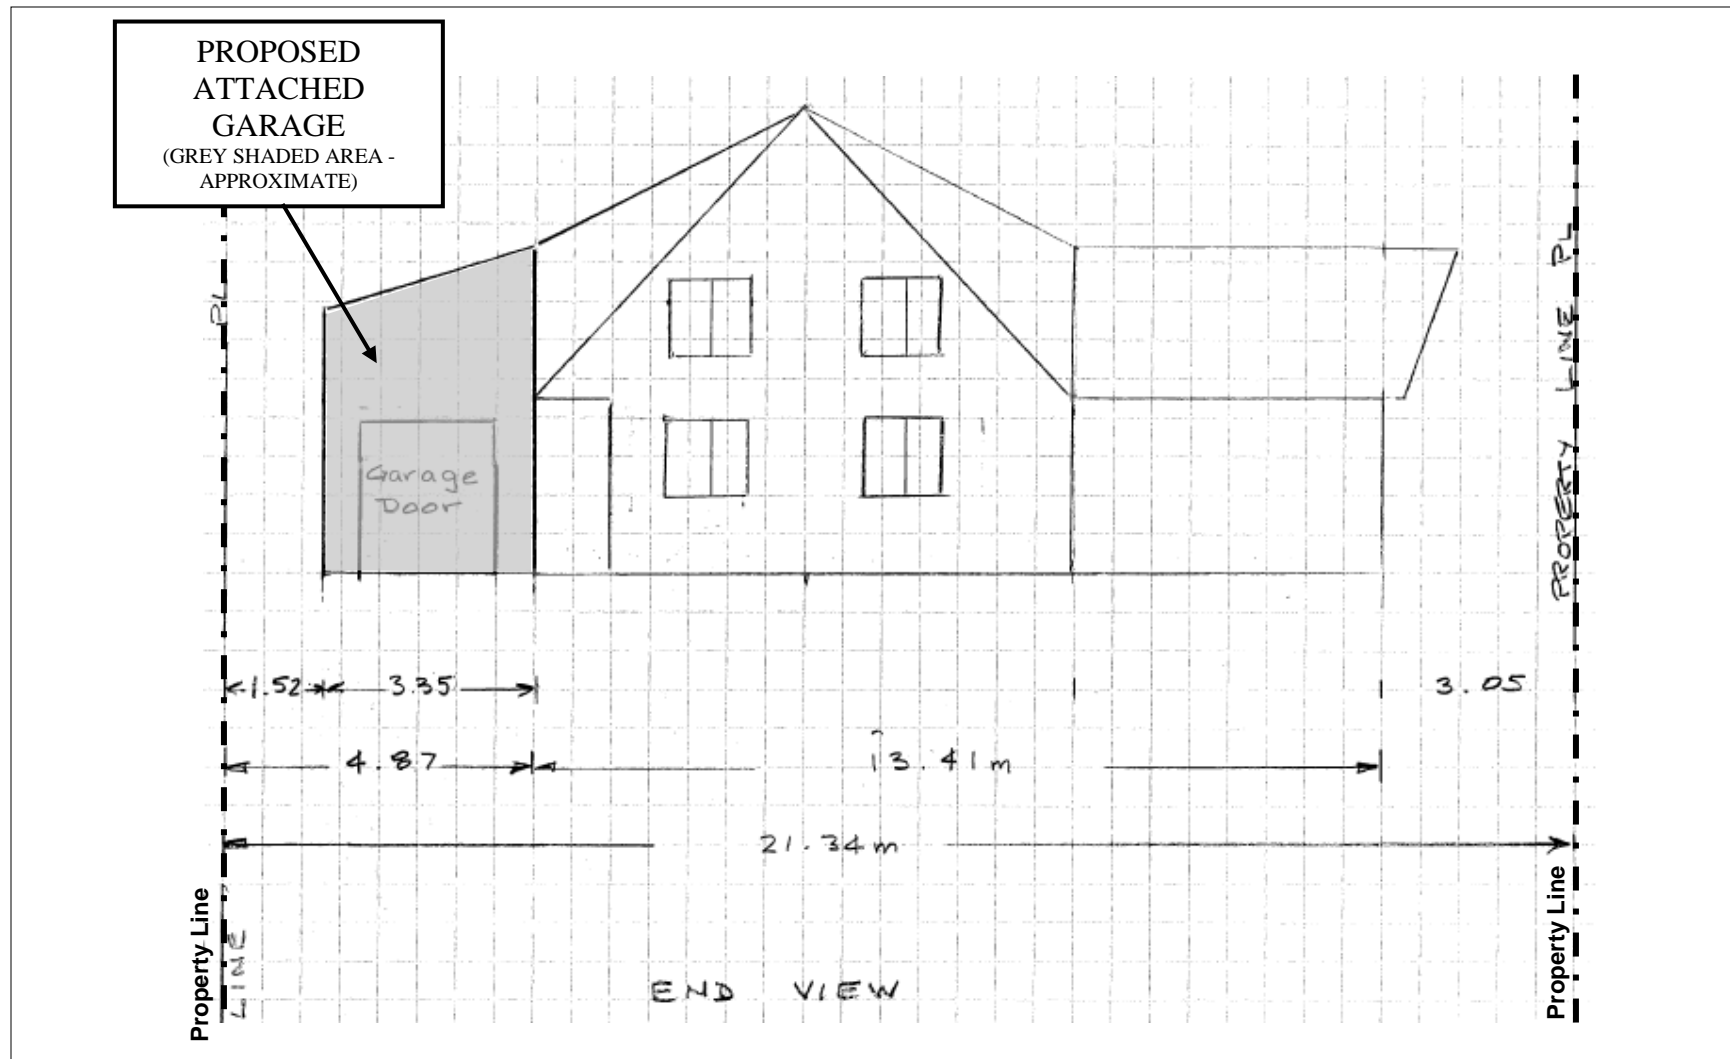 PROPOSED
ATTACHED
GARAGE
(GREY SHADED AREA -
APPROXIMATE)
PL
PROPERTY LINE PL
Garage
Door
1.52
3.35
3.05
4.87
13.41m
21.34m
Property Line
LINE
Property Line
END VIEW